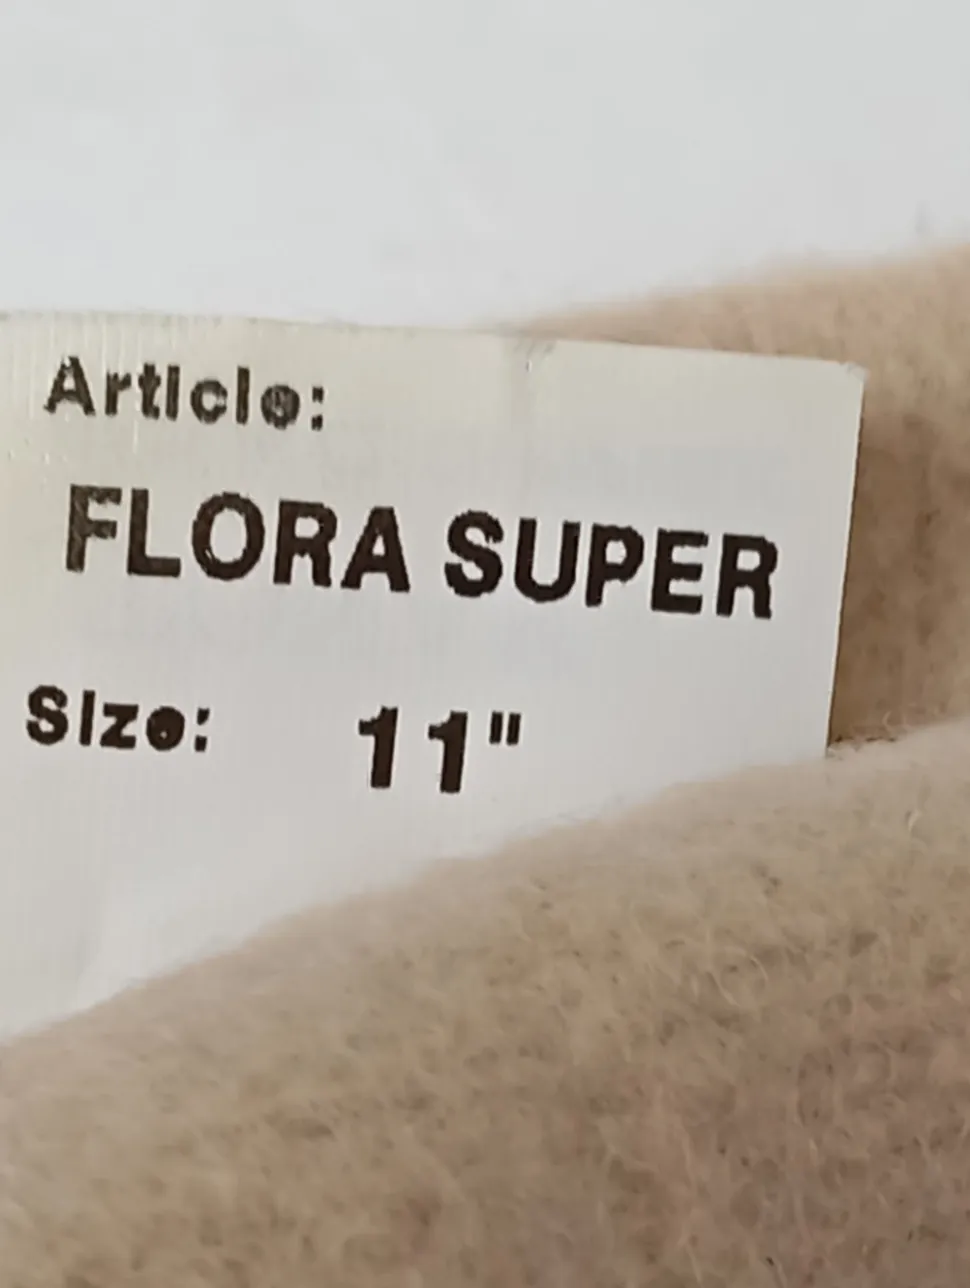 Article:
FLORA SUPER
Size: 11"